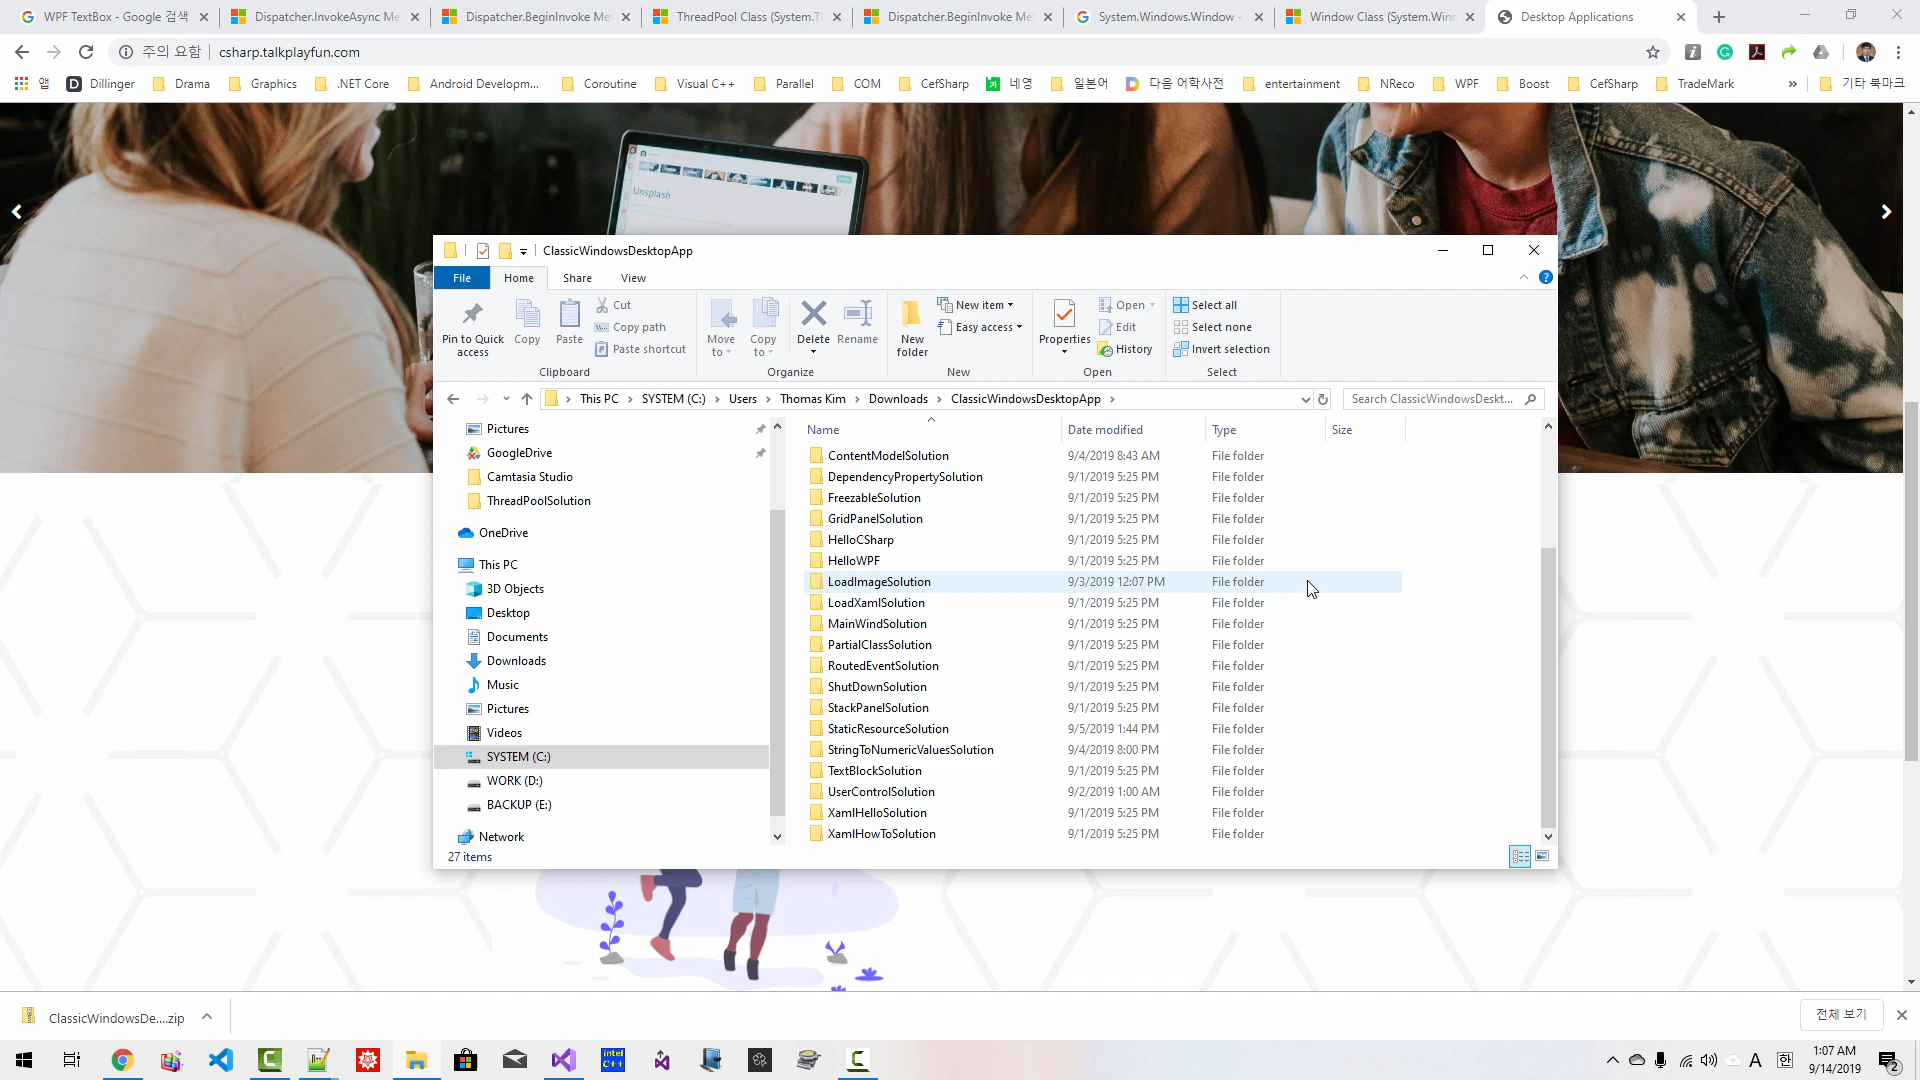 WPF TextBox - Google 검색
Dispatcher.InvokeAsync Me
Dispatcher.BeginInvoke Me
ThreadPool Class (System.T
Dispatcher.BeginInvoke Me
System.Windows.Window -
Window Class (System.Wind
Desktop Applications
주의 요함
csharp.talkplayfun.com
앱
Dillinger
Drama
Graphics
.NET Core
Android Developm...
Coroutine
Visual C++
Parallel
COM
CefSharp
네영
일본어
다음 어학사전
entertainment
NReco
WPF
Boost
CefSharp
TradeMark
»
기타 북마크
Unsplash
ClassicWindowsDesktopApp
File
Home
Share
View
Pin to Quick access
Copy
Paste
Cut
Copy path
Paste shortcut
Clipboard
Move to
Copy to
Delete
Rename
Organize
New folder
New item
Easy access
New
Properties
Open
Edit
History
Open
Select all
Select none
Invert selection
Select
This PC > SYSTEM (C:) > Users > Thomas Kim > Downloads > ClassicWindowsDesktopApp >
Search ClassicWindowsDeskt...
Pictures
GoogleDrive
Camtasia Studio
ThreadPoolSolution
OneDrive
This PC
3D Objects
Desktop
Documents
Downloads
Music
Pictures
Videos
SYSTEM (C:)
WORK (D:)
BACKUP (E:)
Network
Name Date modified Type Size
ContentModelSolution 9/4/2019 8:43 AM File folder
DependencyPropertySolution 9/1/2019 5:25 PM File folder
FreezableSolution 9/1/2019 5:25 PM File folder
GridPanelSolution 9/1/2019 5:25 PM File folder
HelloCSharp 9/1/2019 5:25 PM File folder
HelloWPF 9/1/2019 5:25 PM File folder
LoadImageSolution 9/3/2019 12:07 PM File folder
LoadXamlSolution 9/1/2019 5:25 PM File folder
MainWindSolution 9/1/2019 5:25 PM File folder
PartialClassSolution 9/1/2019 5:25 PM File folder
RoutedEventSolution 9/1/2019 5:25 PM File folder
ShutDownSolution 9/1/2019 5:25 PM File folder
StackPanelSolution 9/1/2019 5:25 PM File folder
StaticResourceSolution 9/5/2019 1:44 PM File folder
StringToNumericValuesSolution 9/4/2019 8:00 PM File folder
TextBlockSolution 9/1/2019 5:25 PM File folder
UserControlSolution 9/2/2019 1:00 AM File folder
XamlHelloSolution 9/1/2019 5:25 PM File folder
XamlHowToSolution 9/1/2019 5:25 PM File folder
27 items
ClassicWindowsDe....zip
전체 보기
intel C++
A
한
1:07 AM
9/14/2019
2